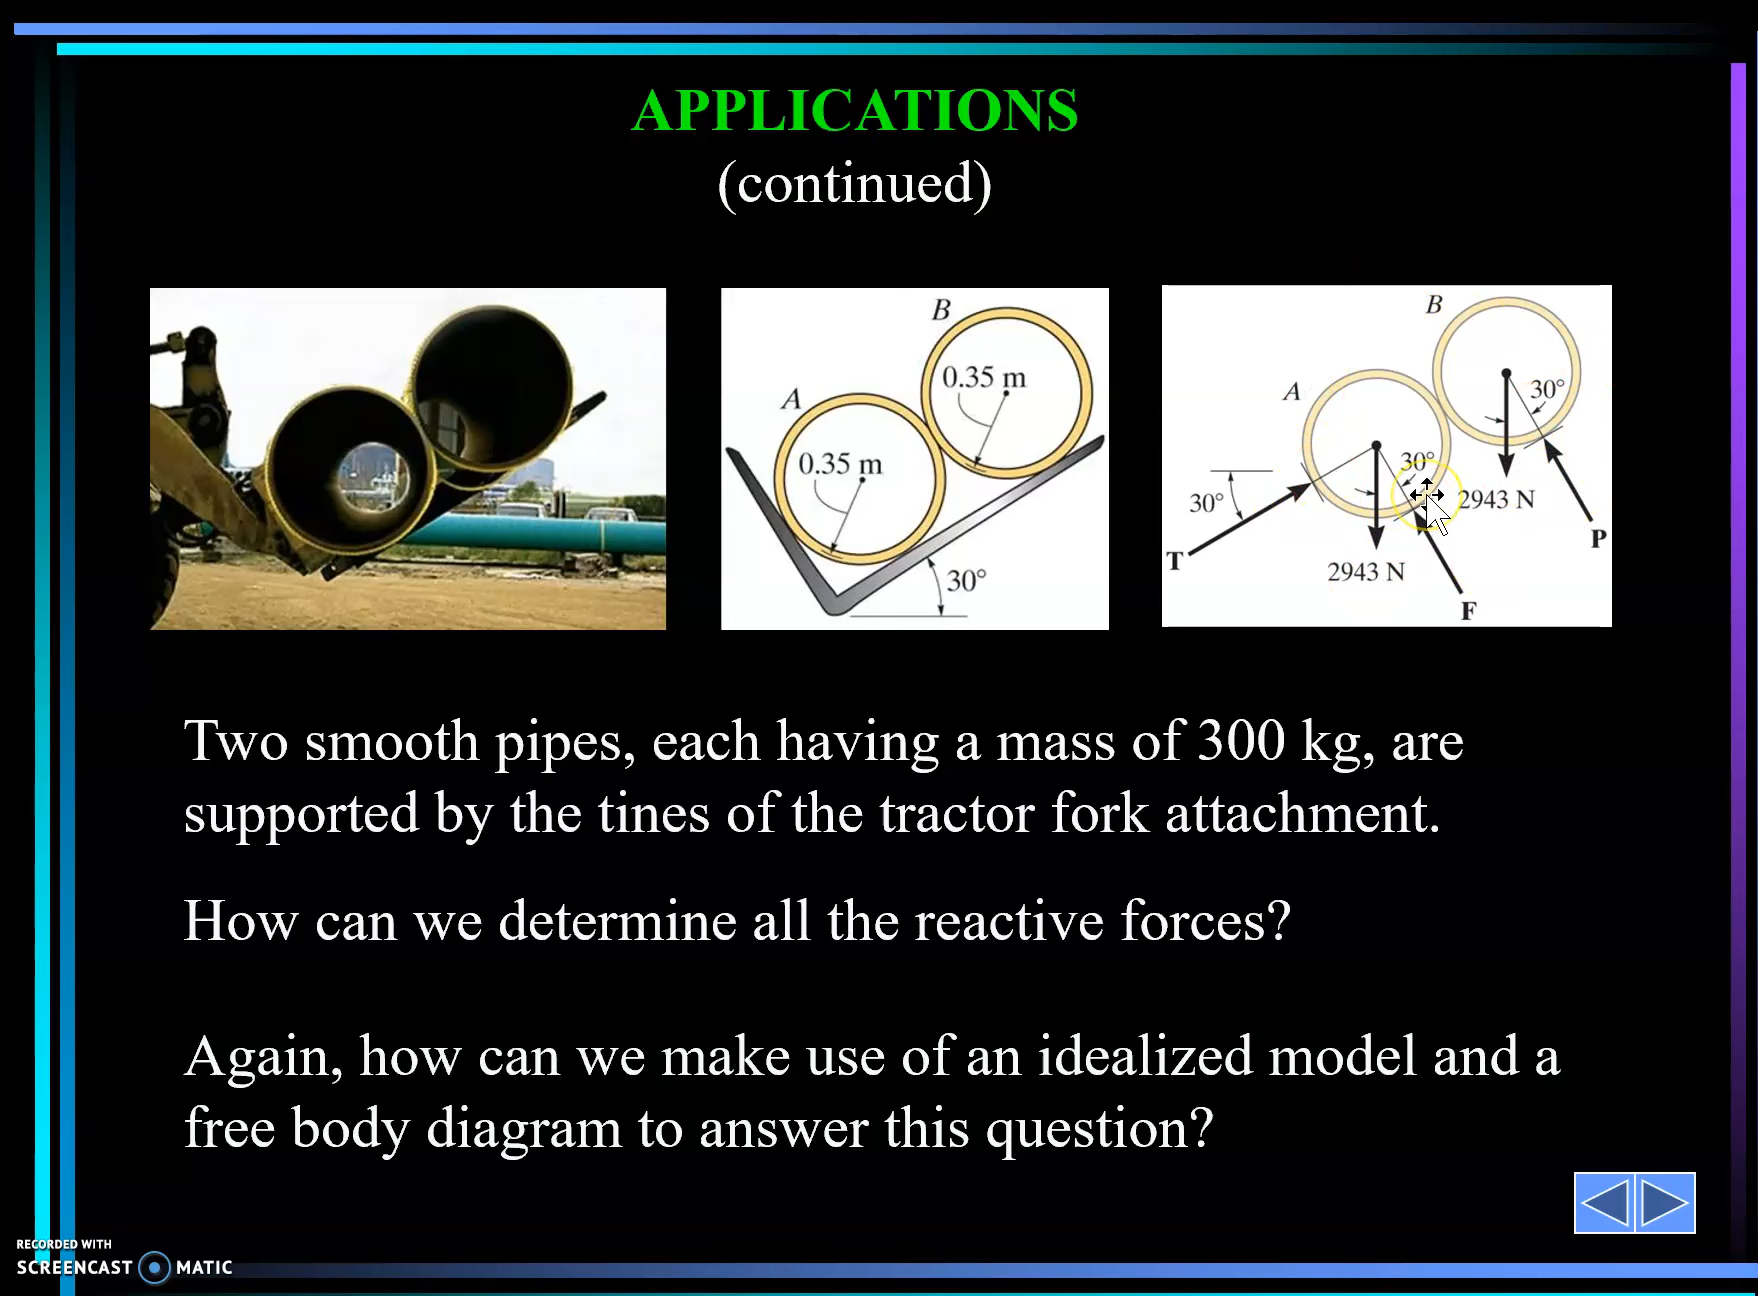 APPLICATIONS
(continued)
B
A
0.35 m
0.35 m
30°
B
A
30°
30°
30°
2943 N
P
T
2943 N
F
Two smooth pipes, each having a mass of 300 kg, are
supported by the tines of the tractor fork attachment.
How can we determine all the reactive forces?
Again, how can we make use of an idealized model and a
free body diagram to answer this question?
RECORDED WITH
SCREENCAST MATIC